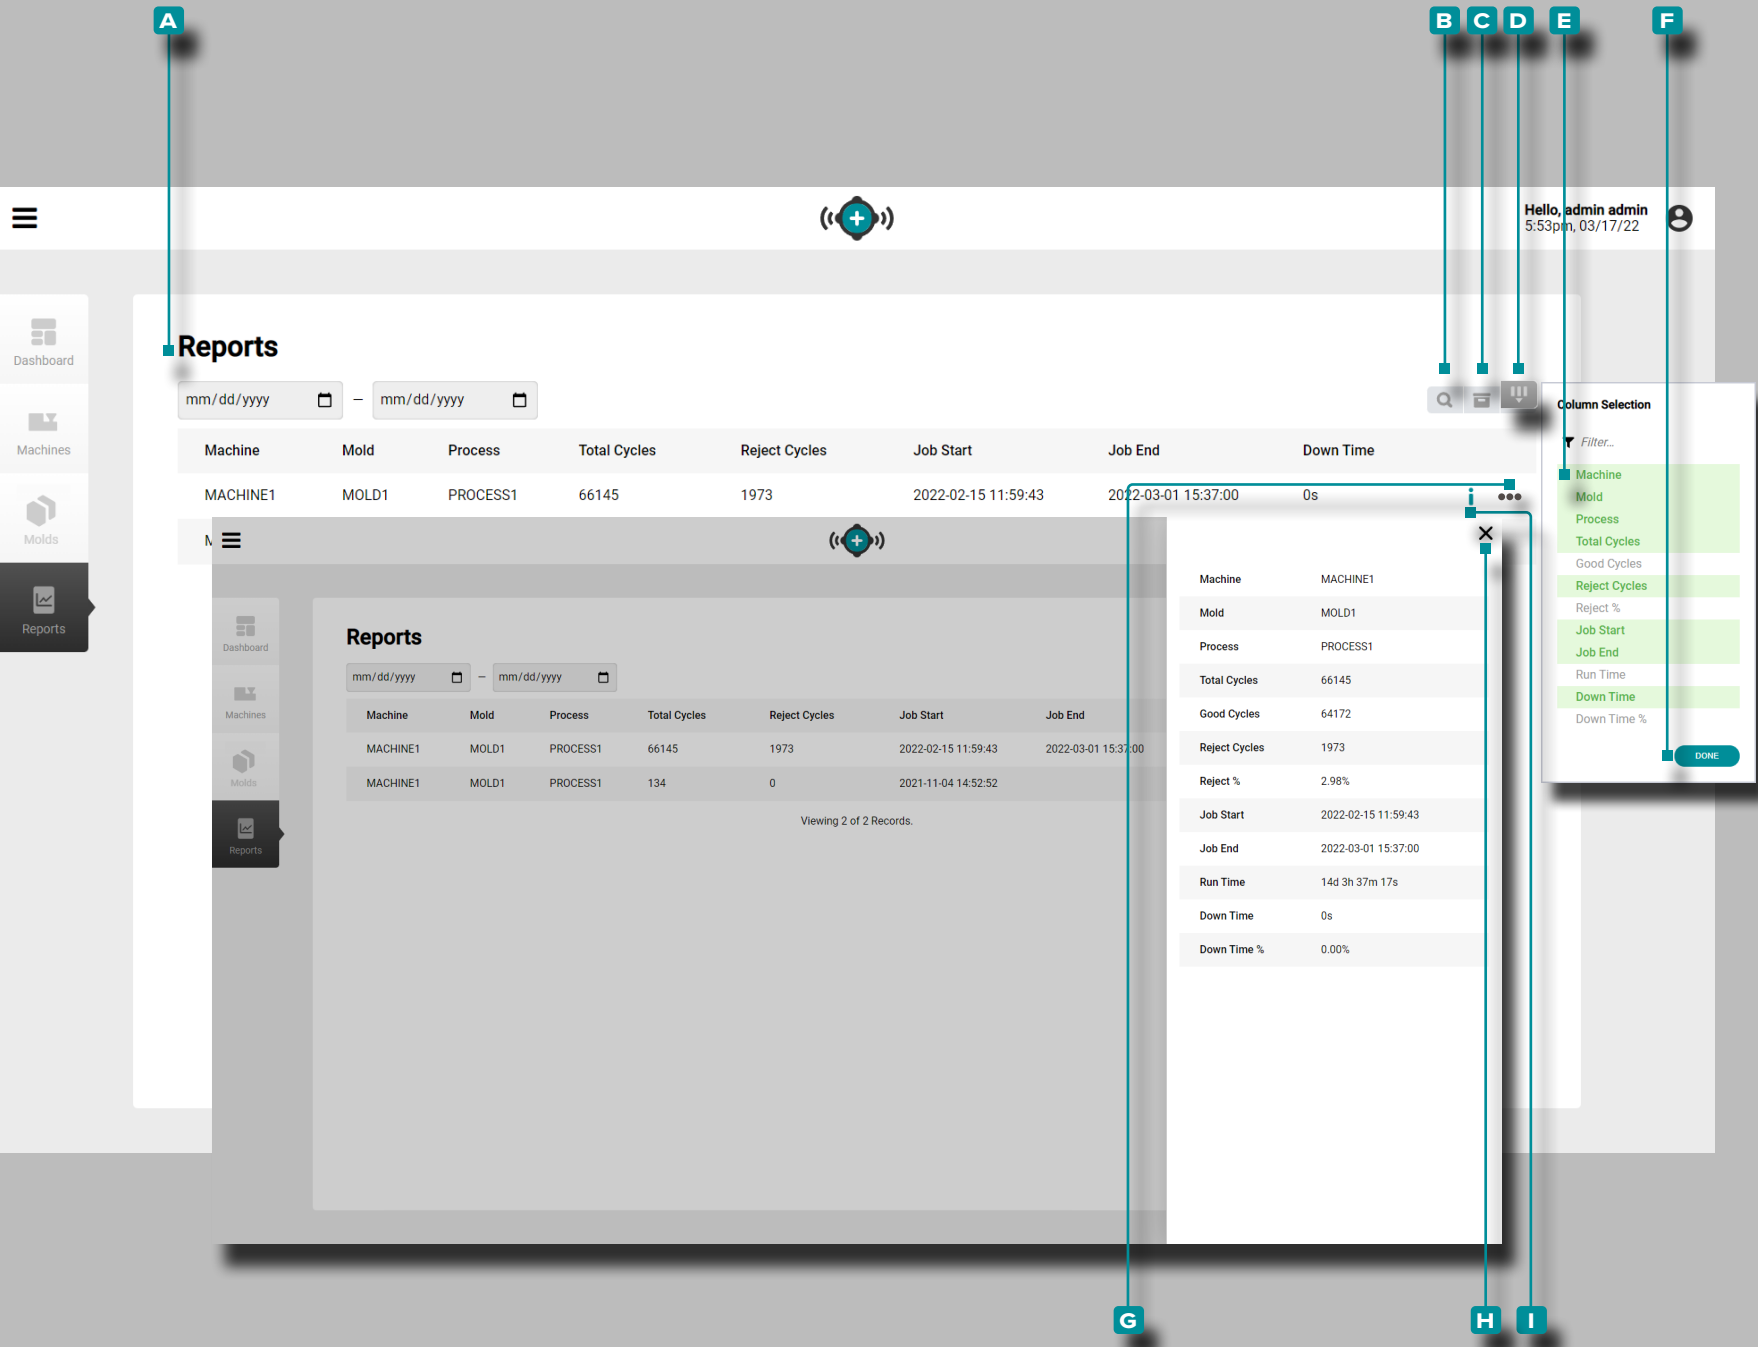 A B C D E F
Hello, admin admin
5:53pm, 03/17/22
Dashboard
Machines
Molds
Reports
Reports
mm/dd/yyyy – mm/dd/yyyy
Machine Mold Process Total Cycles Reject Cycles Job Start Job End Down Time
MACHINE1 MOLD1 PROCESS1 66145 1973 2022-02-15 11:59:43 2022-03-01 15:37:00 0s
Column Selection
Filter...
Machine
Mold
Process
Total Cycles
Good Cycles
Reject Cycles
Reject %
Job Start
Job End
Run Time
Down Time
Down Time %
DONE
Dashboard
Machines
Molds
Reports
Reports
mm/dd/yyyy – mm/dd/yyyy
Machine Mold Process Total Cycles Reject Cycles Job Start Job End
MACHINE1 MOLD1 PROCESS1 66145 1973 2022-02-15 11:59:43 2022-03-01 15:37:00
MACHINE1 MOLD1 PROCESS1 134 0 2021-11-04 14:52:52
Viewing 2 of 2 Records.
Machine MACHINE1
Mold MOLD1
Process PROCESS1
Total Cycles 66145
Good Cycles 64172
Reject Cycles 1973
Reject % 2.98%
Job Start 2022-02-15 11:59:43
Job End 2022-03-01 15:37:00
Run Time 14d 3h 37m 17s
Down Time 0s
Down Time % 0.00%
G H I